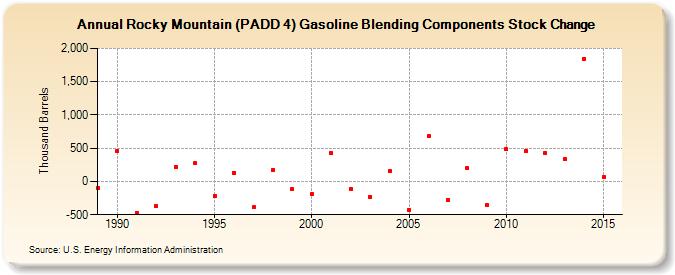 Annual Rocky Mountain (PADD 4) Gasoline Blending Components Stock Change
Thousand Barrels
2,000
1,500
1,000
500
0
-500
1990 1995 2000 2005 2010 2015
Source: U.S. Energy Information Administration